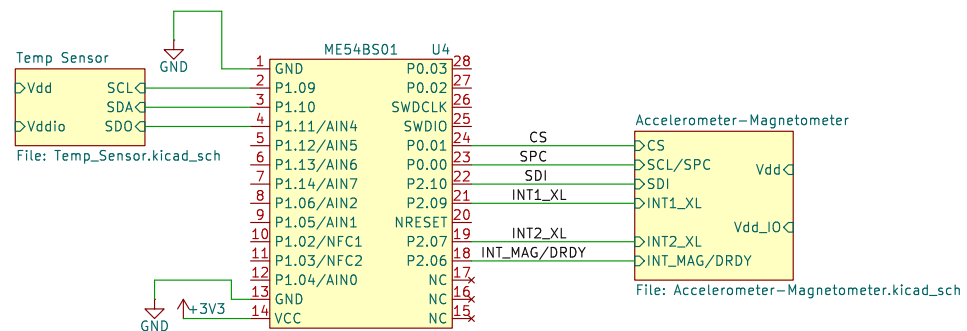 ME54BS01 U4
Temp Sensor
GND
Vdd SCL
SDA
Vddio SDO
File: Temp_Sensor.kicad_sch
1 GND P0.03 28
2 P1.09 P0.02 27
3 P1.10 SWDCLK 26
4 P1.11/AIN4 SWDIO 25
5 P1.12/AIN5 P0.01 24
6 P1.13/AIN6 P0.00 23
7 P1.14/AIN7 P2.10 22
8 P1.06/AIN2 P2.09 21
9 P1.05/AIN1 NRESET 20
10 P1.02/NFC1 P2.07 19
11 P1.03/NFC2 P2.06 18
12 P1.04/AIN0 NC 17
13 GND NC 16
14 VCC NC 15
GND
+3V3
CS
SPC
SDI
INT1_XL
INT2_XL
INT_MAG/DRDY
Accelerometer-Magnetometer
CS
SCL/SPC Vdd
SDI
INT1_XL
Vdd_IO
INT2_XL
INT_MAG/DRDY
File: Accelerometer-Magnetometer.kicad_sch